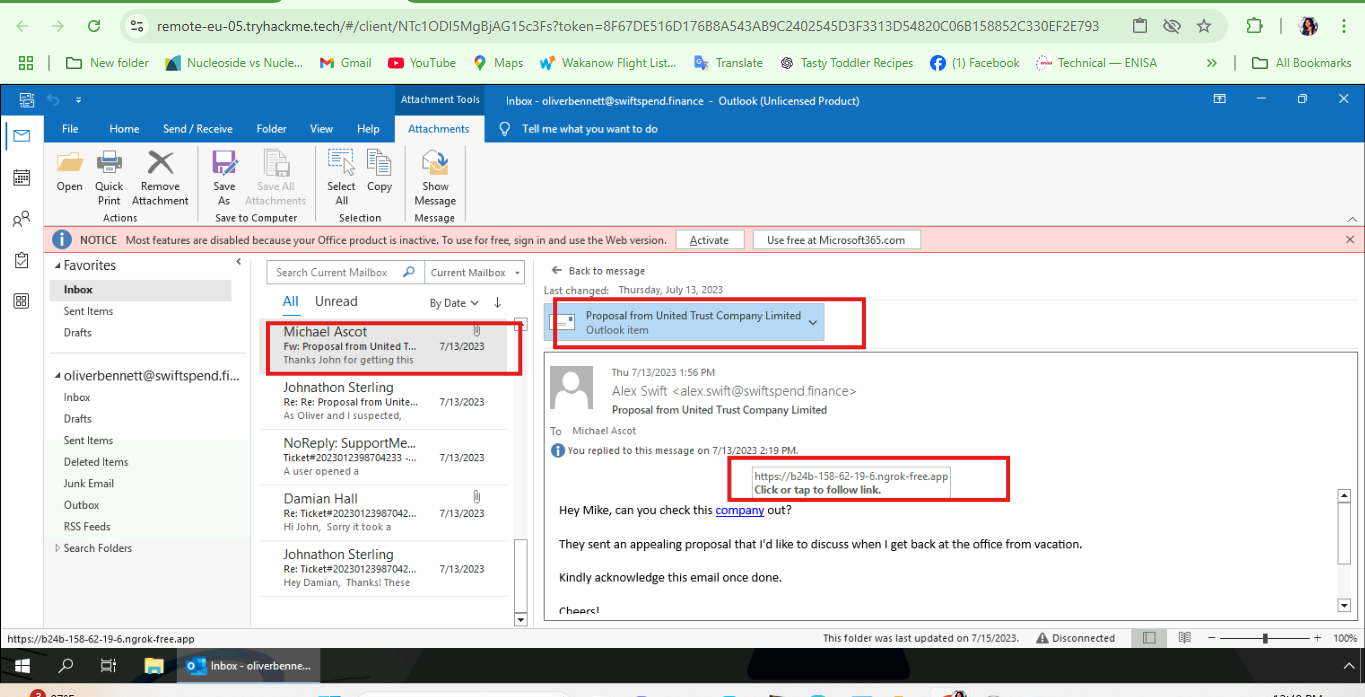 remote-eu-05.tryhackme.tech/#/client/NTc1ODI5MgBjAG15c3Fs?token=8F67DE516D176B8A543AB9C2402545D3F3313D54820C06B158852C330EF2E793
New folder Nucleoside vs Nucle... Gmail YouTube Maps Wakanow Flight List... Translate Tasty Toddler Recipes (1) Facebook Technical — ENISA » All Bookmarks
Attachment Tools Inbox - oliverbennett@swiftspend.finance - Outlook (Unlicensed Product)
File Home Send / Receive Folder View Help Attachments Tell me what you want to do
Open Quick Print Remove Attachment Save As Save All Attachments Select All Copy Show Message
Actions Save to Computer Selection Message
NOTICE Most features are disabled because your Office product is inactive. To use for free, sign in and use the Web version. Activate Use free at Microsoft365.com
Favorites
Inbox
Sent Items
Drafts
oliverbennett@swiftspend.fi...
Inbox
Drafts
Sent Items
Deleted Items
Junk Email
Outbox
RSS Feeds
Search Folders
Search Current Mailbox Current Mailbox
All Unread By Date
Michael Ascot
Fw: Proposal from United T... 7/13/2023
Thanks John for getting this
Johnathon Sterling
Re: Re: Proposal from Unite... 7/13/2023
As Oliver and I suspected,
NoReply: SupportMe...
Ticket#2023012398704233 -... 7/13/2023
A user opened a
Damian Hall
Re: Ticket#20230123987042... 7/13/2023
Hi John, Sorry it took a
Johnathon Sterling
Re: Ticket#20230123987042... 7/13/2023
Hey Damian, Thanks! These
Back to message
Last changed: Thursday, July 13, 2023
Proposal from United Trust Company Limited
Outlook item
Thu 7/13/2023 1:56 PM
Alex Swift <alex.swift@swiftspend.finance>
Proposal from United Trust Company Limited
To Michael Ascot
You replied to this message on 7/13/2023 2:19 PM.
https://b24b-158-62-19-6.ngrok-free.app
Click or tap to follow link.
Hey Mike, can you check this company out?
They sent an appealing proposal that I'd like to discuss when I get back at the office from vacation.
Kindly acknowledge this email once done.
Cheers!
https://b24b-158-62-19-6.ngrok-free.app This folder was last updated on 7/15/2023. Disconnected 100%
Inbox - oliverbenne...